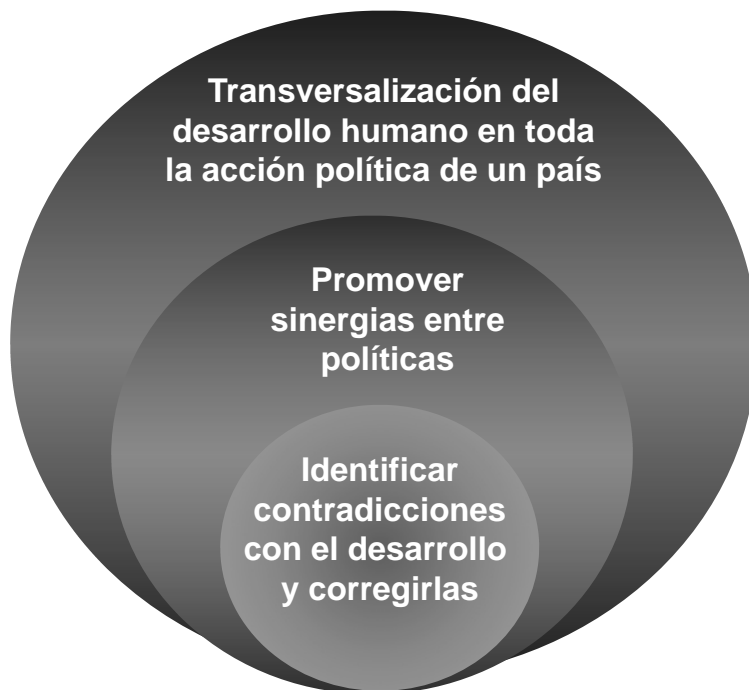 Transversalización del
desarrollo humano en toda
la acción política de un país
Promover
sinergias entre
políticas
Identificar
contradicciones
con el desarrollo
y corregirlas